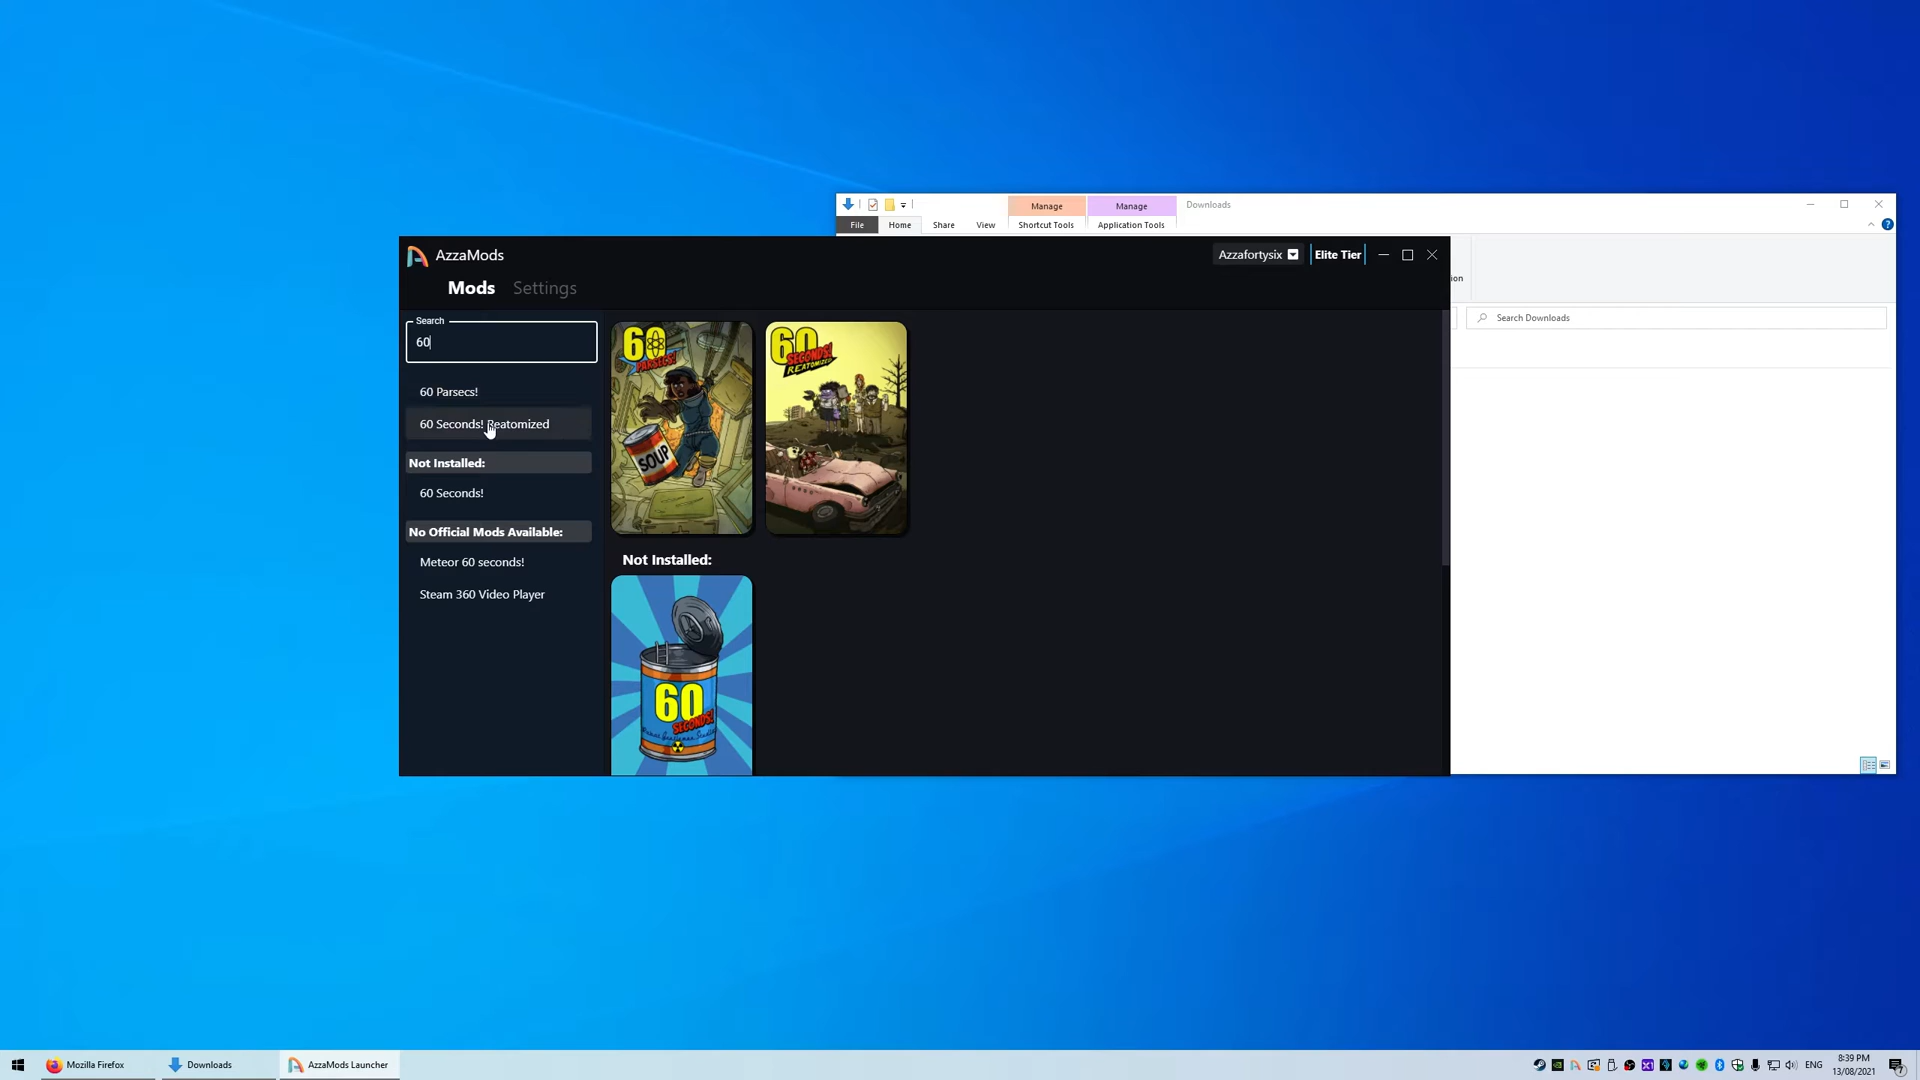 Manage
Manage
Downloads
File
Home
Share
View
Shortcut Tools
Application Tools
AzzaMods
Azzafortysix
Elite Tier
Mods
Settings
ion
Search
60
Search Downloads
60 Parsecs!
60 Seconds! Reatomized
Not Installed:
60 Seconds!
No Official Mods Available:
Meteor 60 seconds!
Steam 360 Video Player
60
PARSECS!
SOUP
60
SECONDS!
REATOMIZED
Not Installed:
60
SECONDS!
Mozilla Firefox
Downloads
AzzaMods Launcher
ENG
8:39 PM
13/08/2021